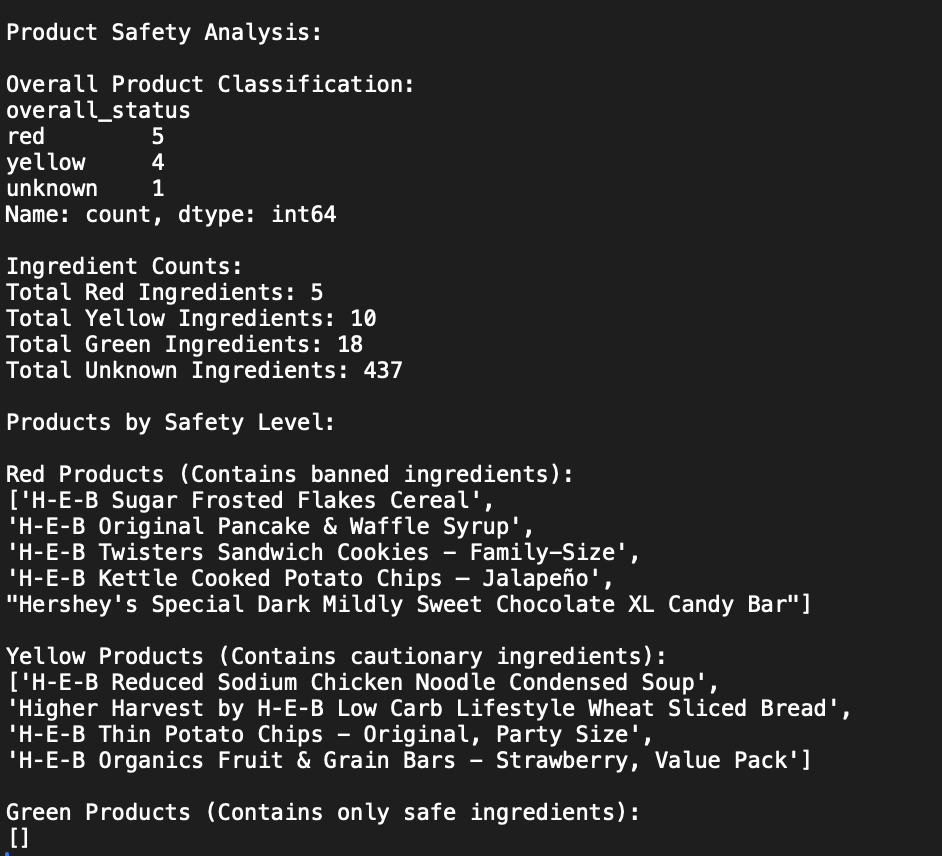 Product Safety Analysis:
Overall Product Classification:
overall_status
red 5
yellow 4
unknown 1
Name: count, dtype: int64
Ingredient Counts:
Total Red Ingredients: 5
Total Yellow Ingredients: 10
Total Green Ingredients: 18
Total Unknown Ingredients: 437
Products by Safety Level:
Red Products (Contains banned ingredients):
['H-E-B Sugar Frosted Flakes Cereal',
'H-E-B Original Pancake & Waffle Syrup',
'H-E-B Twisters Sandwich Cookies – Family-Size',
'H-E-B Kettle Cooked Potato Chips – Jalapeño',
"Hershey's Special Dark Mildly Sweet Chocolate XL Candy Bar"]
Yellow Products (Contains cautionary ingredients):
['H-E-B Reduced Sodium Chicken Noodle Condensed Soup',
'Higher Harvest by H-E-B Low Carb Lifestyle Wheat Sliced Bread',
'H-E-B Thin Potato Chips – Original, Party Size',
'H-E-B Organics Fruit & Grain Bars – Strawberry, Value Pack']
Green Products (Contains only safe ingredients):
[]